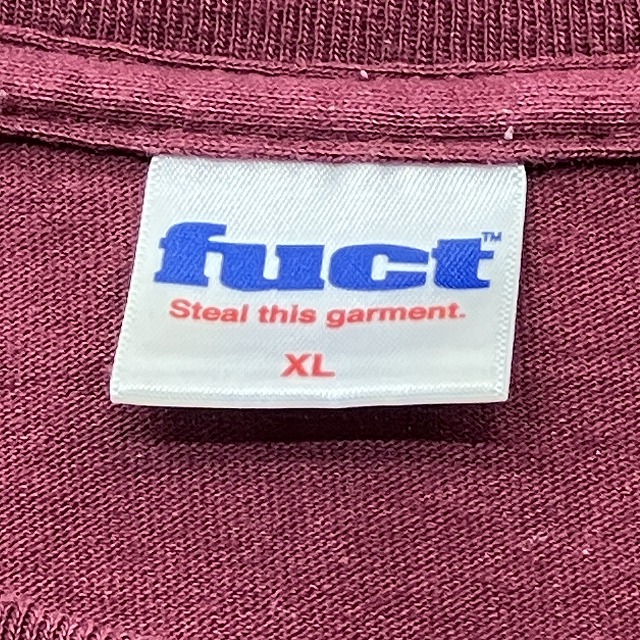 fuct™
Steal this garment.
XL